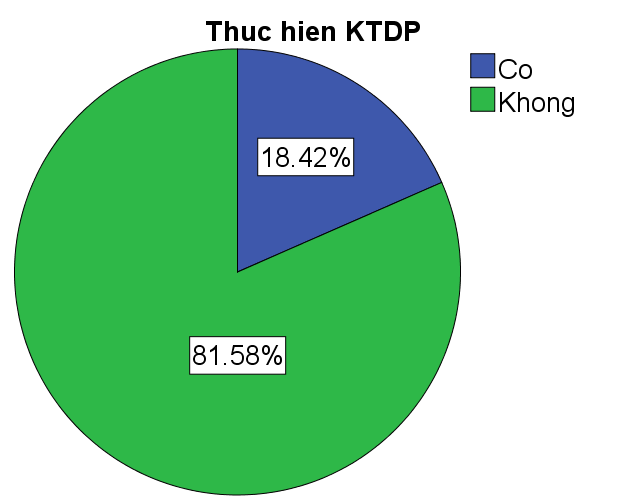 Thuc hien KTDP
Co
Khong
18.42%
81.58%